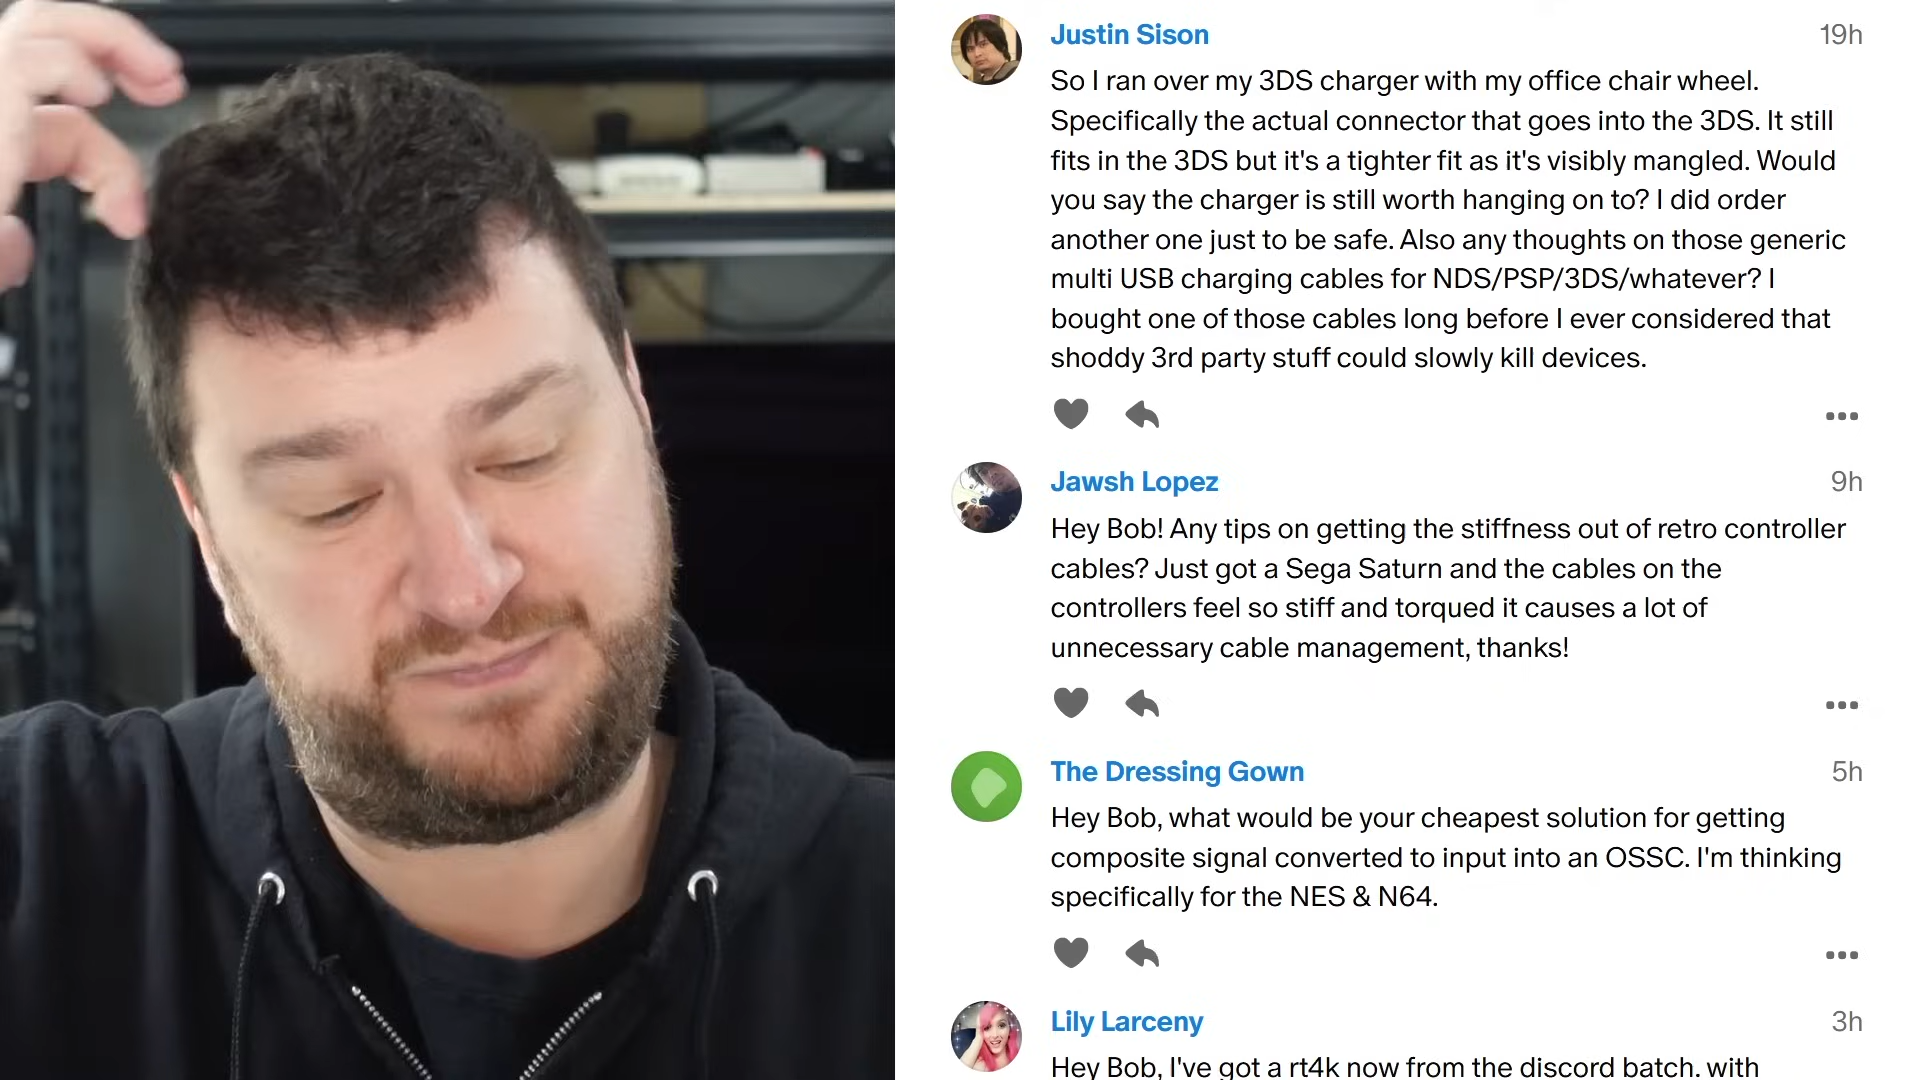 Justin Sison 19h
So I ran over my 3DS charger with my office chair wheel.
Specifically the actual connector that goes into the 3DS. It still
fits in the 3DS but it's a tighter fit as it's visibly mangled. Would
you say the charger is still worth hanging on to? I did order
another one just to be safe. Also any thoughts on those generic
multi USB charging cables for NDS/PSP/3DS/whatever? I
bought one of those cables long before I ever considered that
shoddy 3rd party stuff could slowly kill devices.
Jawsh Lopez 9h
Hey Bob! Any tips on getting the stiffness out of retro controller
cables? Just got a Sega Saturn and the cables on the
controllers feel so stiff and torqued it causes a lot of
unnecessary cable management, thanks!
The Dressing Gown 5h
Hey Bob, what would be your cheapest solution for getting
composite signal converted to input into an OSSC. I'm thinking
specifically for the NES & N64.
Lily Larceny 3h
Hey Bob, I've got a rt4k now from the discord batch. with